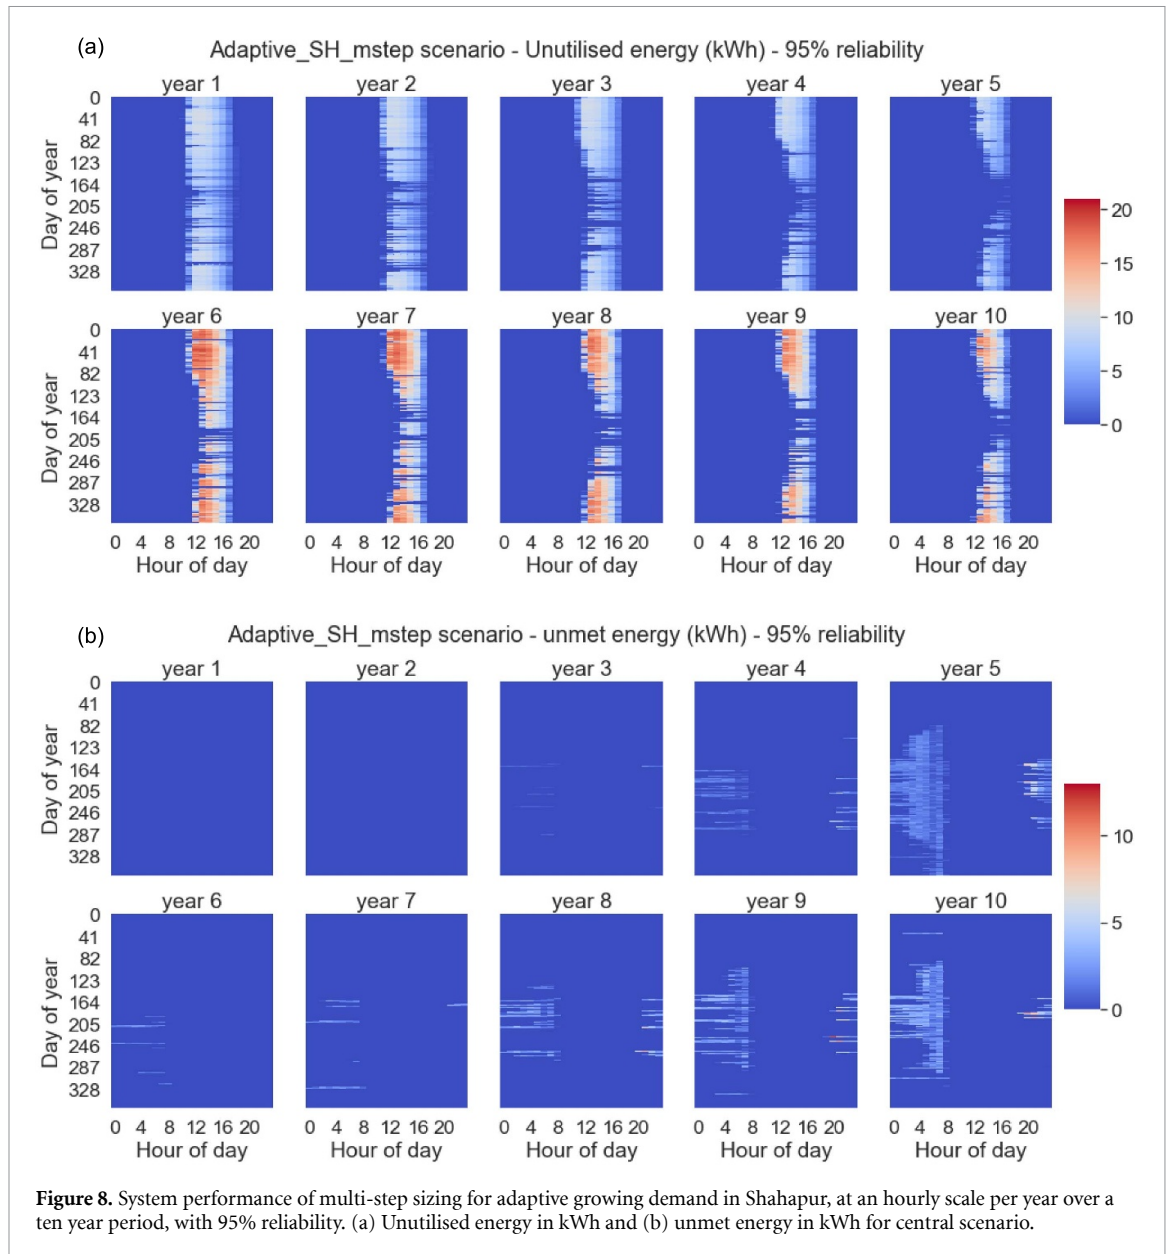 (a)
Adaptive_SH_mstep scenario - Unutilised energy (kWh) - 95% reliability
year 1 year 2 year 3 year 4 year 5
0
41
82
123
164
205
246
287
328
Day of year
year 6 year 7 year 8 year 9 year 10
0
41
82
123
164
205
246
287
328
Day of year
20
15
10
5
0
0 4 8 12 16 20 0 4 8 12 16 20 0 4 8 12 16 20 0 4 8 12 16 20 0 4 8 12 16 20
Hour of day Hour of day Hour of day Hour of day Hour of day
(b)
Adaptive_SH_mstep scenario - unmet energy (kWh) - 95% reliability
year 1 year 2 year 3 year 4 year 5
0
41
82
123
164
205
246
287
328
Day of year
year 6 year 7 year 8 year 9 year 10
0
41
82
123
164
205
246
287
328
Day of year
10
5
0
0 4 8 12 16 20 0 4 8 12 16 20 0 4 8 12 16 20 0 4 8 12 16 20 0 4 8 12 16 20
Hour of day Hour of day Hour of day Hour of day Hour of day
Figure 8. System performance of multi-step sizing for adaptive growing demand in Shahapur, at an hourly scale per year over a
ten year period, with 95% reliability. (a) Unutilised energy in kWh and (b) unmet energy in kWh for central scenario.